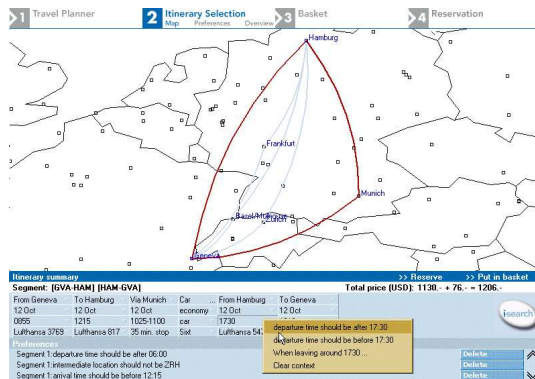 1 Travel Planner
2 Itinerary Selection
Map Preferences Overview
3 Basket
4 Reservation
Hamburg
Frankfurt
Munich
Zurich
Geneva
Itinerary summary >> Reserve >> Put in basket
Segment: [GVA-HAM] [HAM-GVA] Total price (USD): 1130.- + 76.- = 1206.-
From Geneva To Hamburg Via Munich Car ... From Hamburg To Geneva
12 Oct 12 Oct 12 Oct economy 12 Oct 12 Oct
0855 1215 1025-1100 car 1730
Lufthansa 3769 Lufthansa 817 35 min. stop Sixt Lufthansa
departure time should be after 17:30
departure time should be before 17:30
When leaving around 1730 ...
Clear context
isearch
Preferences
Segment 1:departure time should be after 06:00 Delete
Segment 1:intermediate location should not be ZRH Delete
Segment 1:arrival time should be before 12:15 Delete